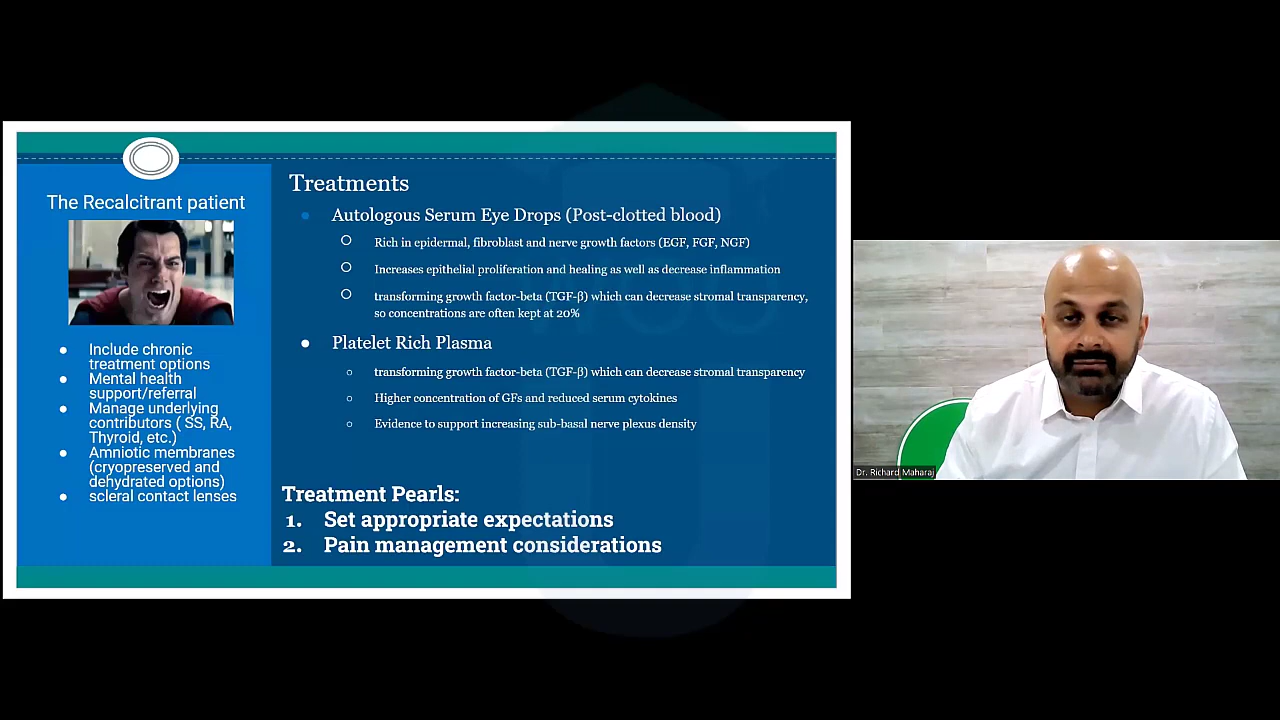 The Recalcitrant patient
● Include chronic
treatment options
● Mental health
support/referral
● Manage underlying
contributors ( SS, RA,
Thyroid, etc.)
● Amniotic membranes
(cryopreserved and
dehydrated options)
● scleral contact lenses
Treatments
● Autologous Serum Eye Drops (Post-clotted blood)
○ Rich in epidermal, fibroblast and nerve growth factors (EGF, FGF, NGF)
○ Increases epithelial proliferation and healing as well as decrease inflammation
○ transforming growth factor-beta (TGF-β) which can decrease stromal transparency,
so concentrations are often kept at 20%
● Platelet Rich Plasma
○ transforming growth factor-beta (TGF-β) which can decrease stromal transparency
○ Higher concentration of GFs and reduced serum cytokines
○ Evidence to support increasing sub-basal nerve plexus density
Treatment Pearls:
1. Set appropriate expectations
2. Pain management considerations
Dr. Richard Maharaj